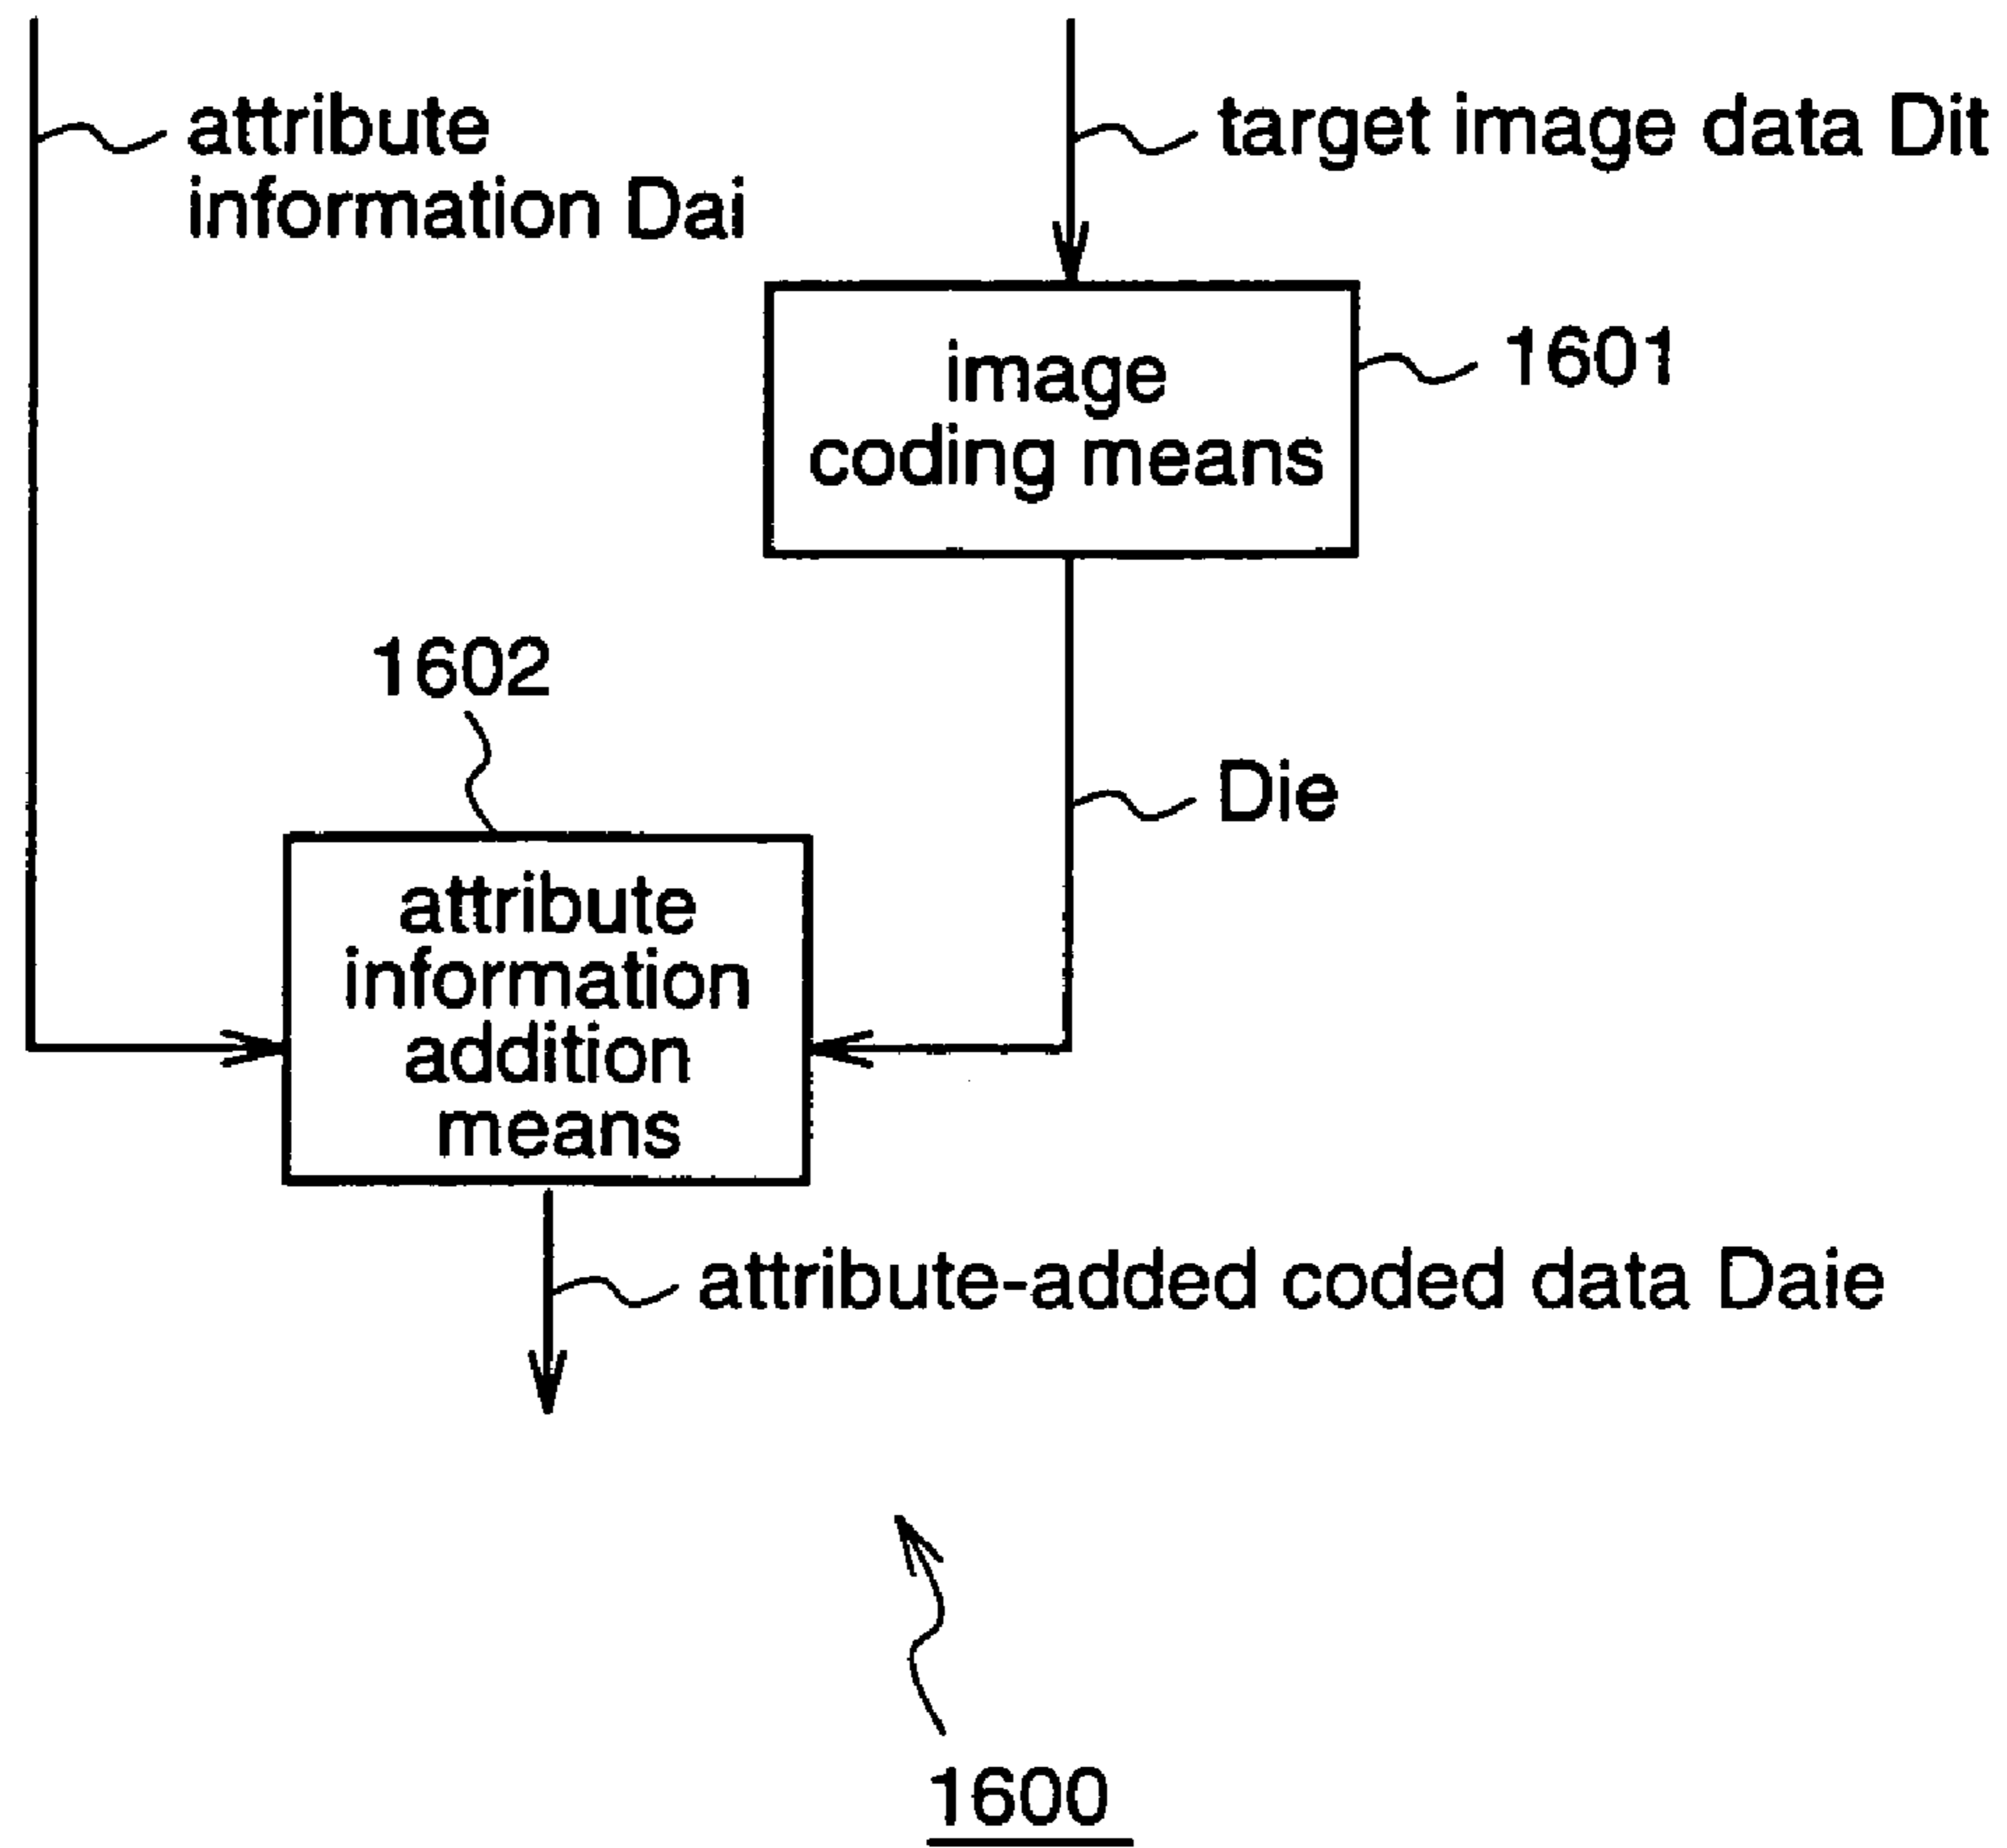 attribute
information Dai
target image data Dit
image
coding means
1601
1602
Die
attribute
information
addition
means
attribute-added coded data Daie
1600